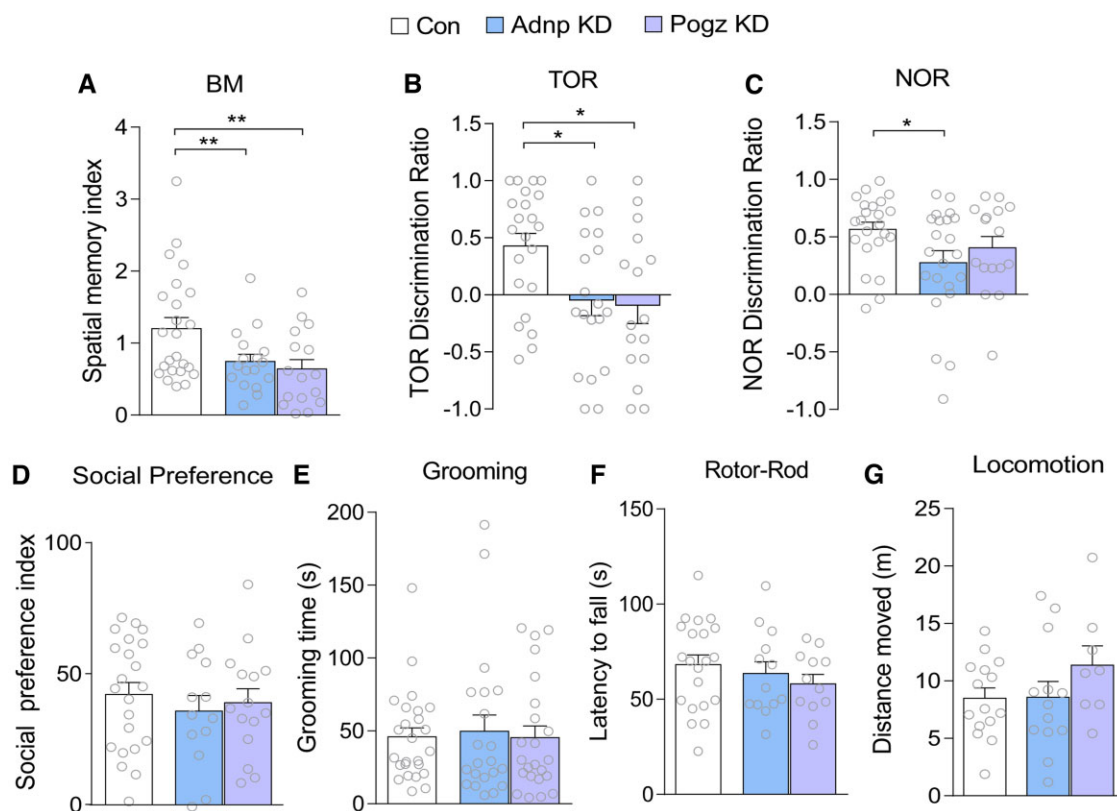 Con Adnp KD Pogz KD
A BM
Spatial memory index
4
3
2
1
0
**
**
B TOR
TOR Discrimination Ratio
1.5
1.0
0.5
0.0
-0.5
-1.0
*
*
C NOR
NOR Discrimination Ratio
1.5
1.0
0.5
0.0
-0.5
-1.0
*
D Social Preference
Social preference index
100
50
0
E Grooming
Grooming time (s)
200
150
100
50
0
F Rotor-Rod
Latency to fall (s)
150
100
50
0
G Locomotion
Distance moved (m)
25
20
15
10
5
0